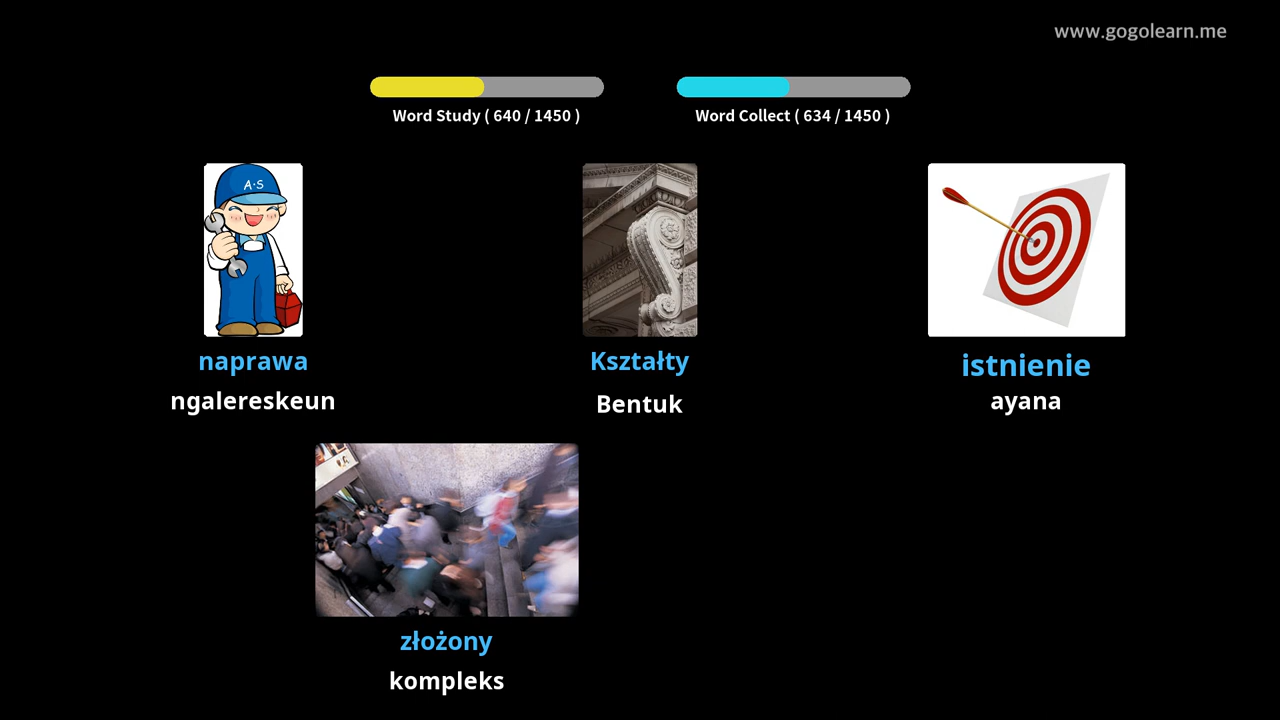 www.gogolearn.me
Word Study ( 640 / 1450 )
Word Collect ( 634 / 1450 )
A·S
naprawa
ngalereskeun
Kształty
Bentuk
istnienie
ayana
złożony
kompleks